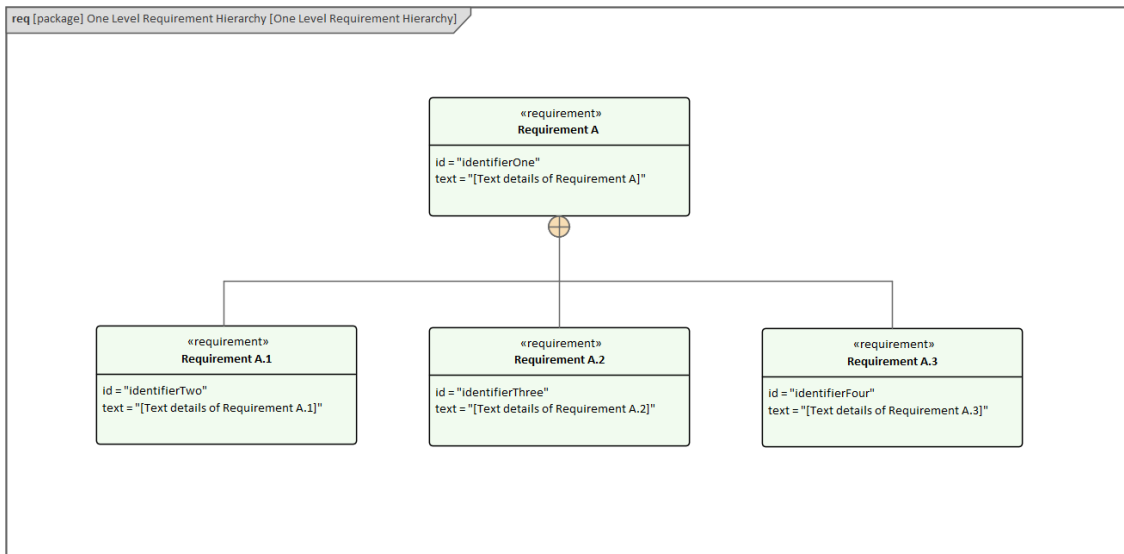 req [package] One Level Requirement Hierarchy [One Level Requirement Hierarchy]
«requirement»
Requirement A
id = "identifierOne"
text = "[Text details of Requirement A]"
«requirement»
Requirement A.1
id = "identifierTwo"
text = "[Text details of Requirement A.1]"
«requirement»
Requirement A.2
id = "identifierThree"
text = "[Text details of Requirement A.2]"
«requirement»
Requirement A.3
id = "identifierFour"
text = "[Text details of Requirement A.3]"